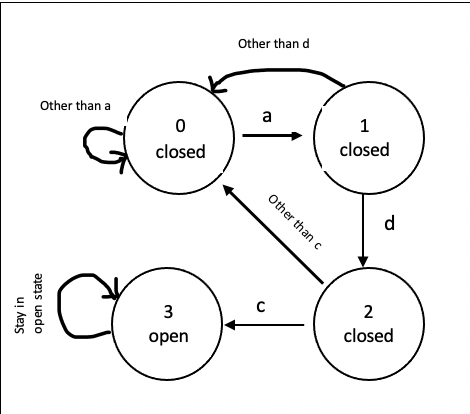 Other than d
Other than a
0
closed
a
1
closed
Other than c
d
Stay in
open state
3
open
c
2
closed